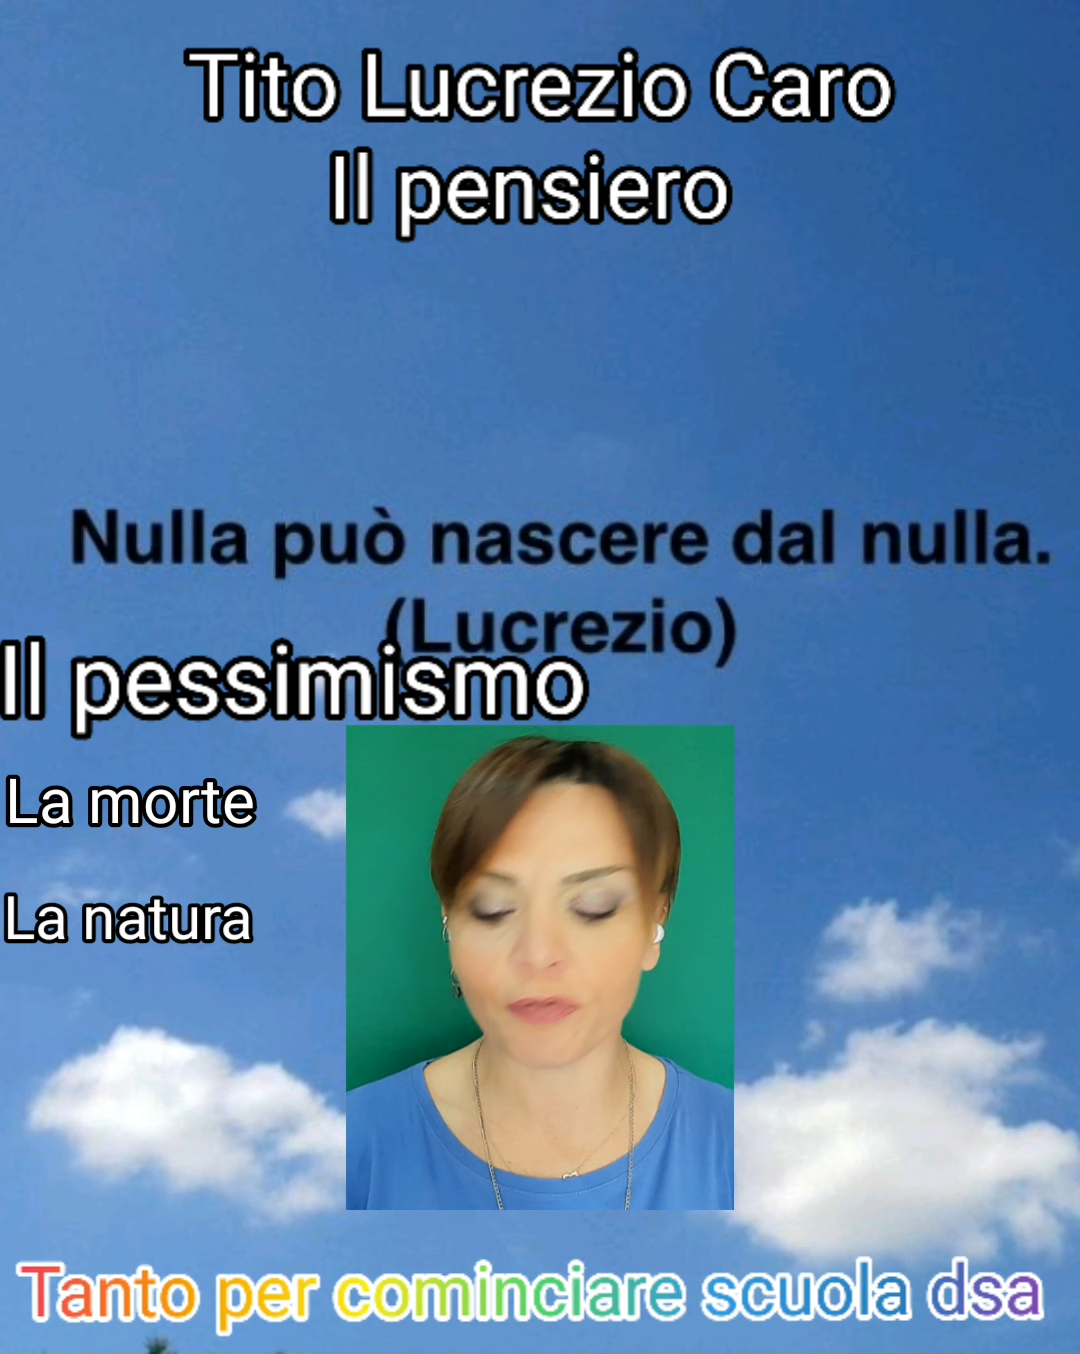 Tito Lucrezio Caro
Il pensiero
Nulla può nascere dal nulla.
(Lucrezio)
Il pessimismo
La morte
La natura
Tanto per cominciare scuola dsa